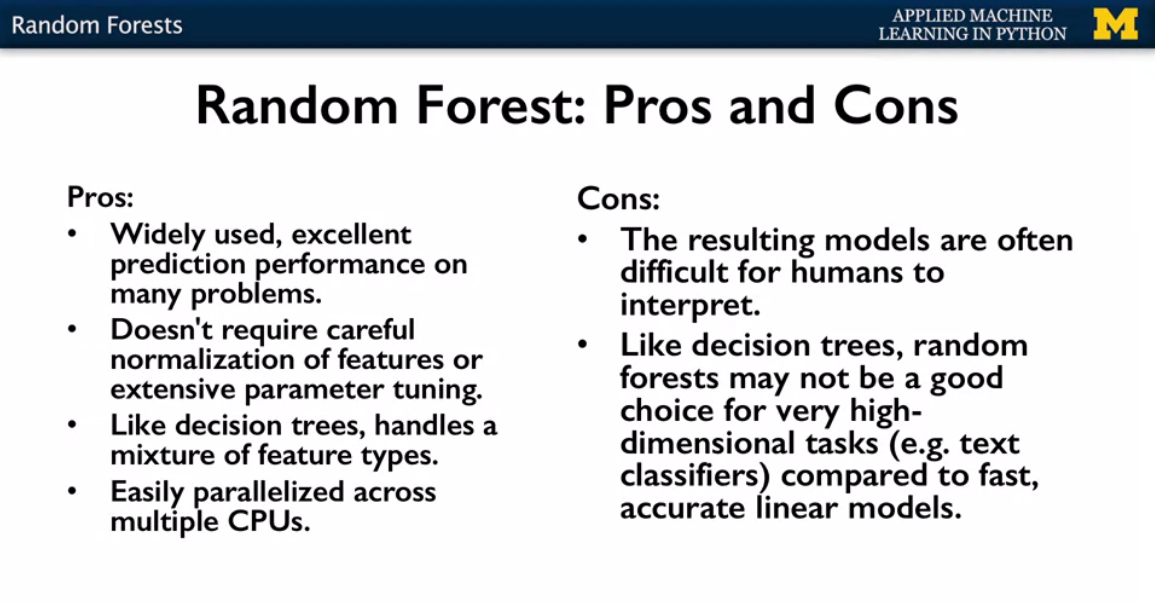 Random Forests
APPLIED MACHINE
LEARNING IN PYTHON
M
Random Forest: Pros and Cons
Pros:
• Widely used, excellent
prediction performance on
many problems.
• Doesn't require careful
normalization of features or
extensive parameter tuning.
• Like decision trees, handles a
mixture of feature types.
• Easily parallelized across
multiple CPUs.
Cons:
• The resulting models are often
difficult for humans to
interpret.
• Like decision trees, random
forests may not be a good
choice for very high-
dimensional tasks (e.g. text
classifiers) compared to fast,
accurate linear models.